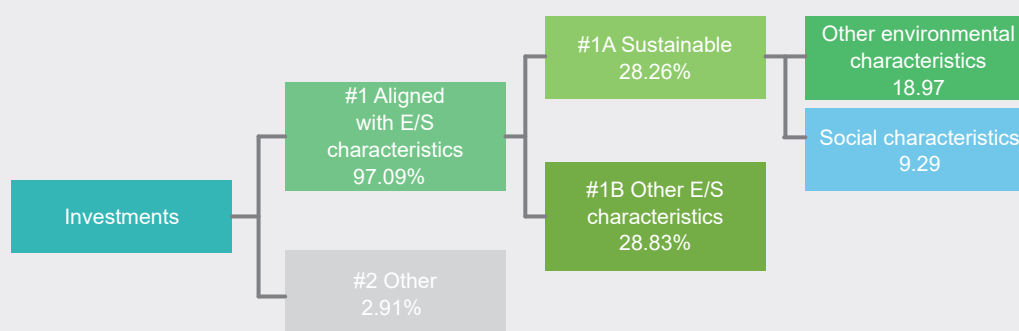 Investments
#1 Aligned
with E/S
characteristics
97.09%
#2 Other
2.91%
#1A Sustainable
28.26%
#1B Other E/S
characteristics
28.83%
Other environmental
characteristics
18.97
Social characteristics
9.29